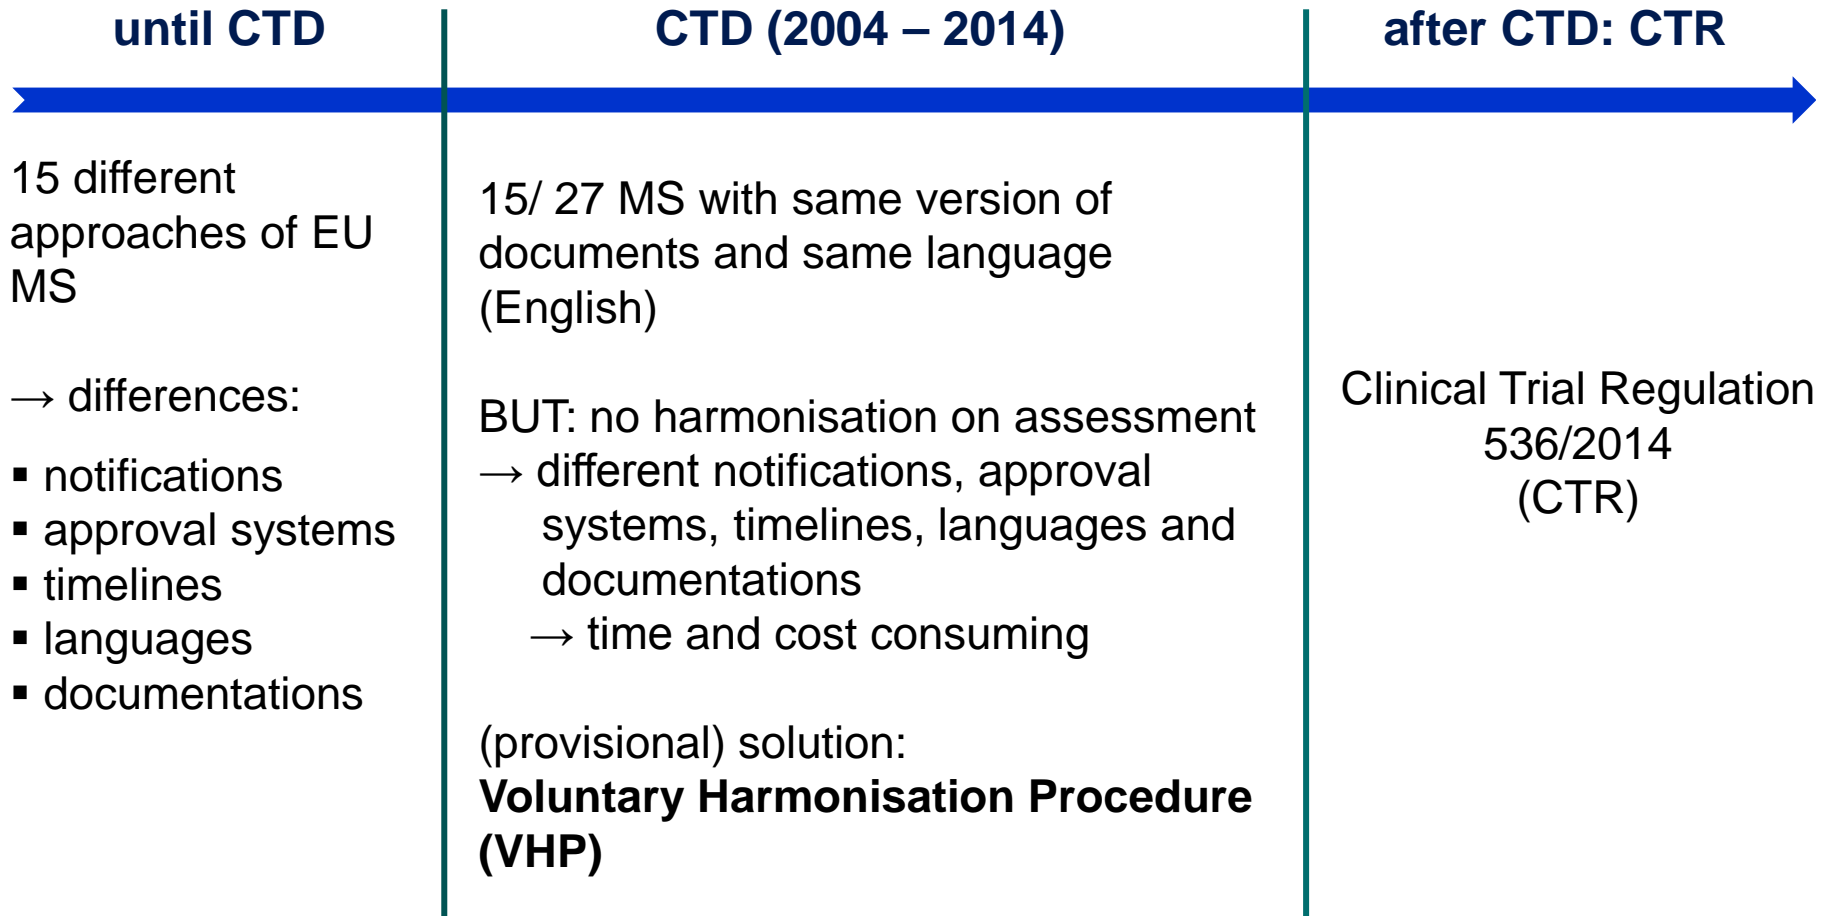 until CTD
CTD (2004 – 2014)
after CTD: CTR
15 different
approaches of EU
MS
→ differences:
▪ notifications
▪ approval systems
▪ timelines
▪ languages
▪ documentations
15/ 27 MS with same version of
documents and same language
(English)
BUT: no harmonisation on assessment
→ different notifications, approval
systems, timelines, languages and
documentations
→ time and cost consuming
(provisional) solution:
Voluntary Harmonisation Procedure
(VHP)
Clinical Trial Regulation
536/2014
(CTR)